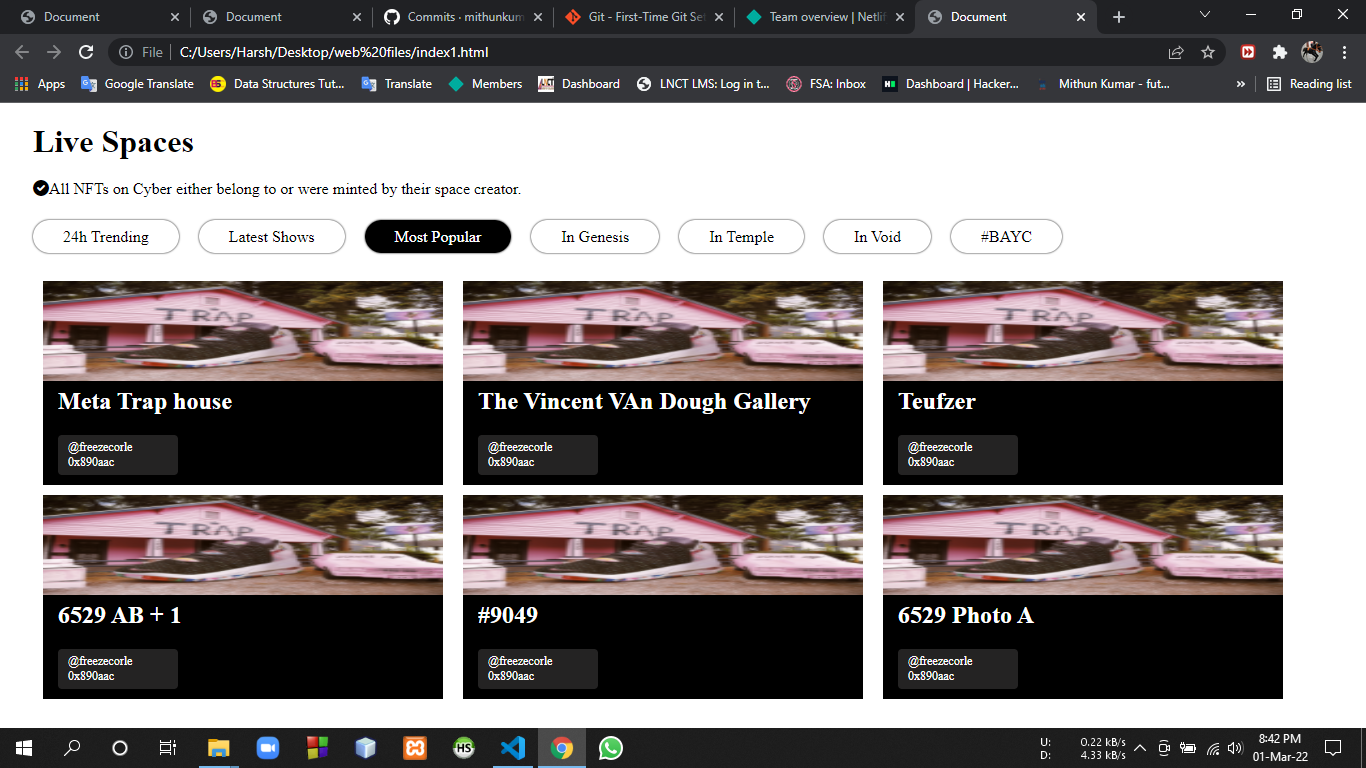 Document
Document
Commits · mithunkum
Git - First-Time Git Set
Team overview | Netlif
Document
File
C:/Users/Harsh/Desktop/web%20files/index1.html
Apps
Google Translate
Data Structures Tut...
Translate
Members
Dashboard
LNCT LMS: Log in t...
FSA: Inbox
Dashboard | Hacker...
Mithun Kumar - fut...
»
Reading list
Live Spaces
All NFTs on Cyber either belong to or were minted by their space creator.
24h Trending
Latest Shows
Most Popular
In Genesis
In Temple
In Void
#BAYC
TRAP
TRAP
TRAP
Meta Trap house
The Vincent VAn Dough Gallery
Teufzer
@freezecorle
0x890aac
@freezecorle
0x890aac
@freezecorle
0x890aac
TRAP
TRAP
TRAP
6529 AB + 1
#9049
6529 Photo A
@freezecorle
0x890aac
@freezecorle
0x890aac
@freezecorle
0x890aac
HS
U: 0.22 kB/s
D: 4.33 kB/s
8:42 PM
01-Mar-22